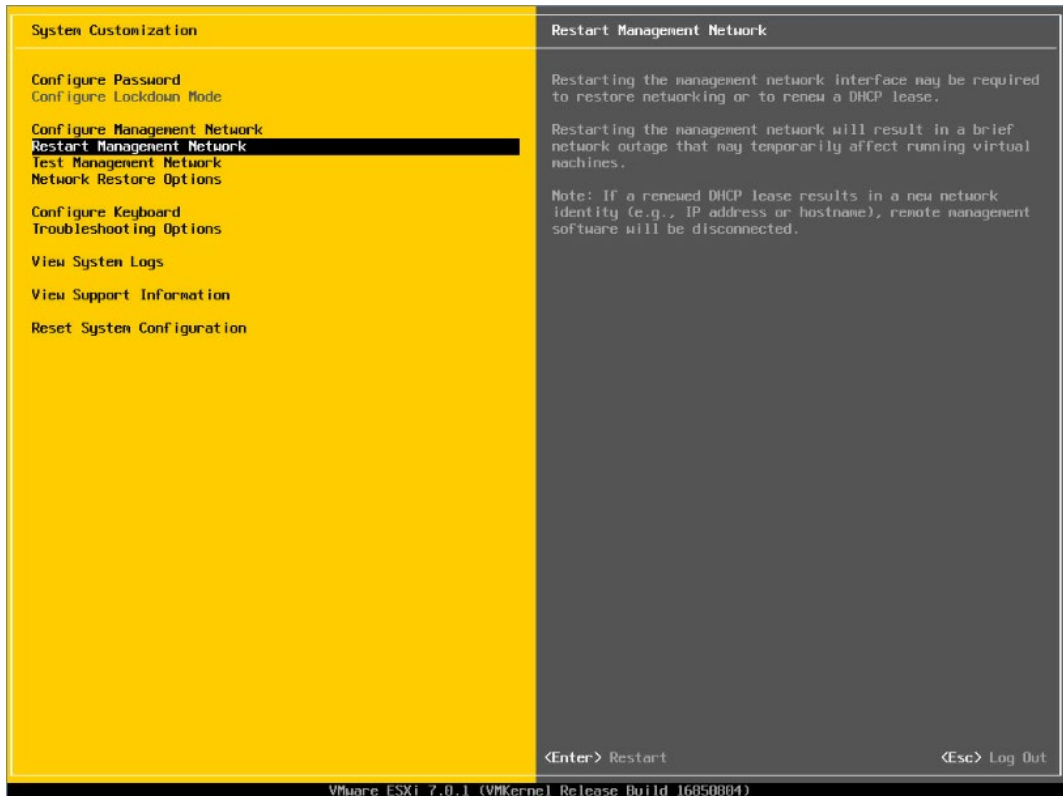 System Customization
Configure Password
Configure Lockdown Mode
Configure Management Network
Restart Management Network
Test Management Network
Network Restore Options
Configure Keyboard
Troubleshooting Options
View System Logs
View Support Information
Reset System Configuration
Restart Management Network
Restarting the management network interface may be required
to restore networking or to renew a DHCP lease.
Restarting the management network will result in a brief
network outage that may temporarily affect running virtual
machines.
Note: If a renewed DHCP lease results in a new network
identity (e.g., IP address or hostname), remote management
software will be disconnected.
<Enter> Restart
<Esc> Log Out
VMware ESXi 7.0.1 (VMKernel Release Build 16850804)